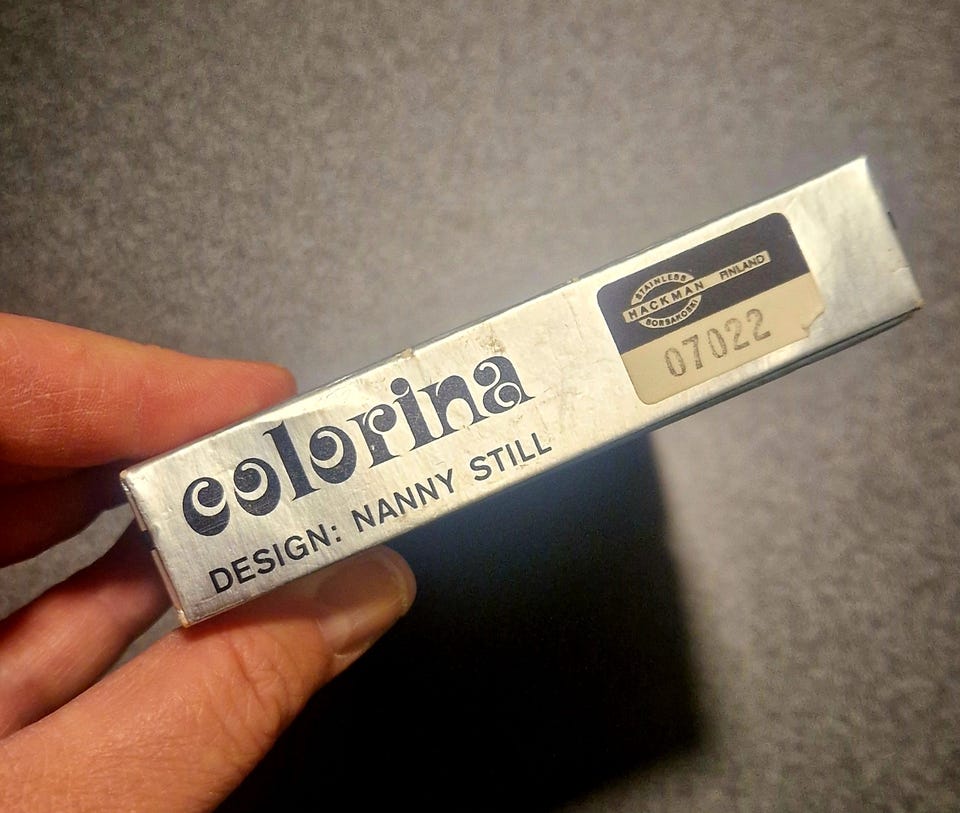 colorina
DESIGN: NANNY STILL
STAINLESS
HACKMAN FINLAND
SORSAKOSKI
07022